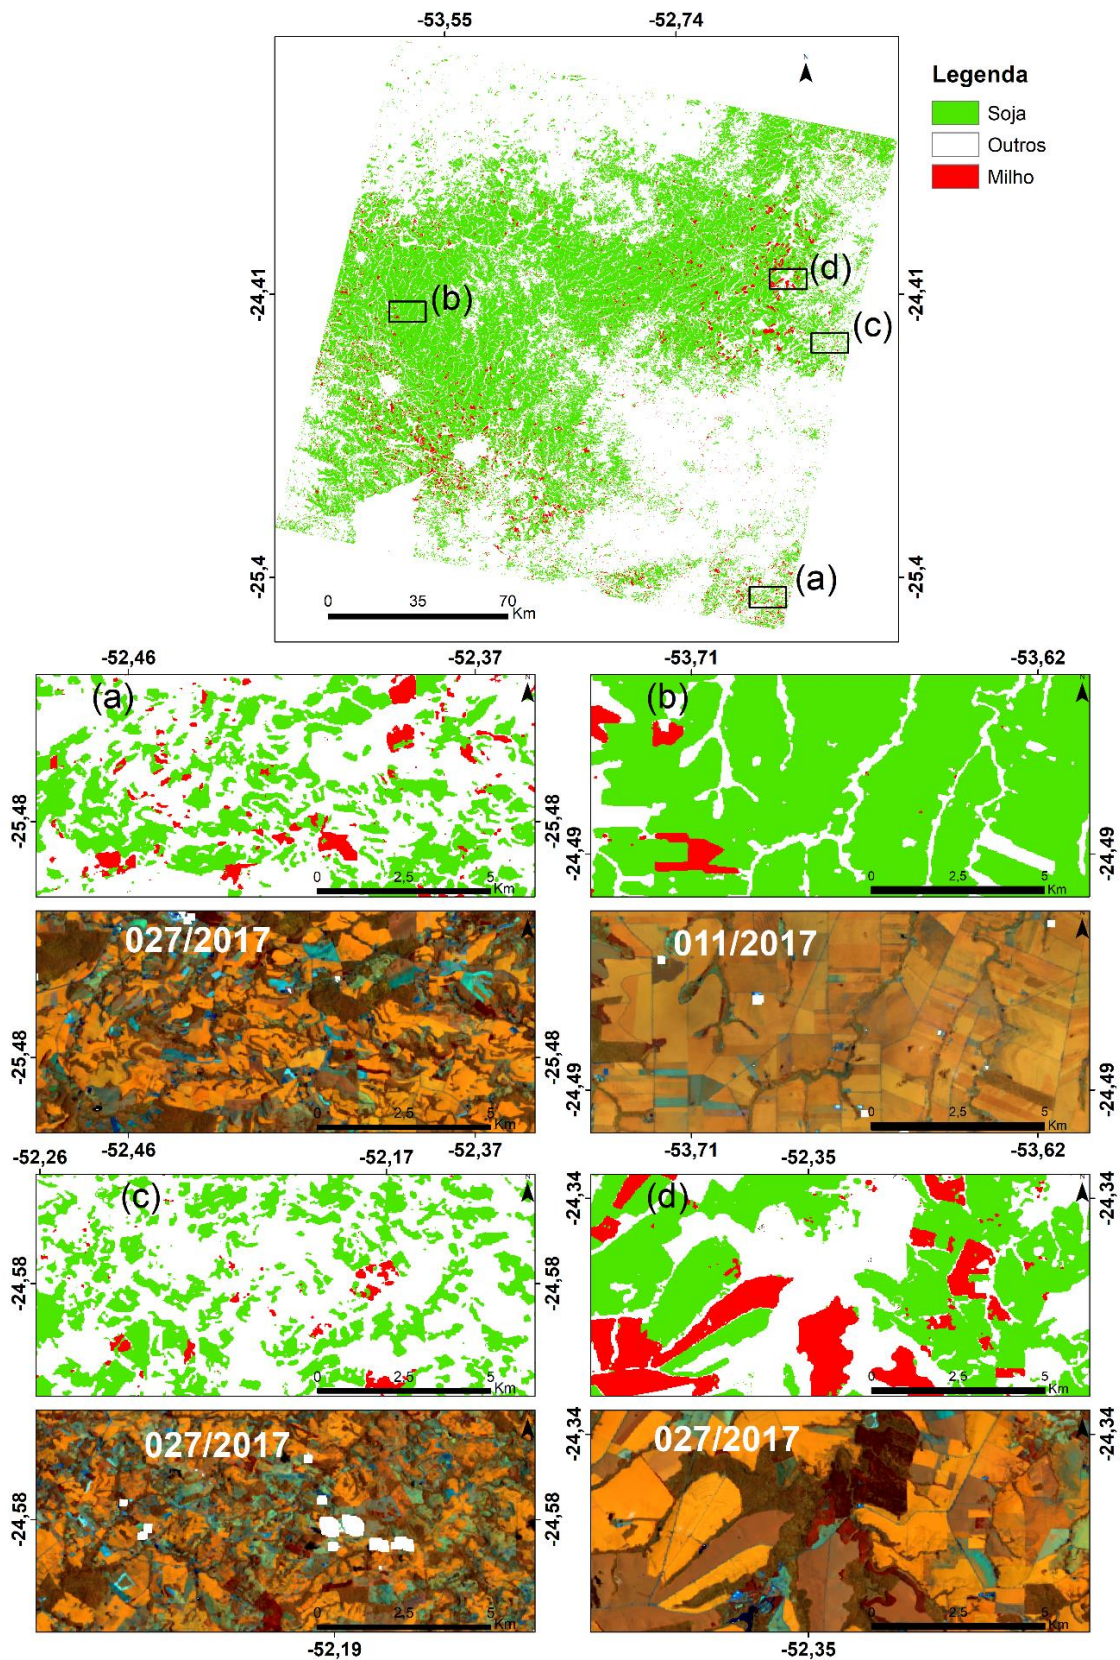 -53,55
-52,74
N
Legenda
Soja
Outros
Milho
-24,41
-24,41
(d)
(b)
(c)
-25,4
-25,4
(a)
0 35 70
Km
-52,46
-52,37
-53,71
-53,62
(a)
(b)
-25,48
-25,48
-24,49
-24,49
0 2,5 5
Km
0 2,5 5
Km
027/2017
011/2017
-25,48
-25,48
-24,49
-24,49
0 2,5 5
Km
0 2,5 5
Km
-52,26
-52,46
-52,17
-52,37
-53,71
-52,35
-53,62
(c)
(d)
-24,34
-24,34
-24,58
-24,58
0 2,5 5
Km
0 2,5 5
Km
027/2017
027/2017
-24,34
-24,34
-24,58
-24,58
0 2,5 5
Km
0 2,5 5
Km
-52,19
-52,35